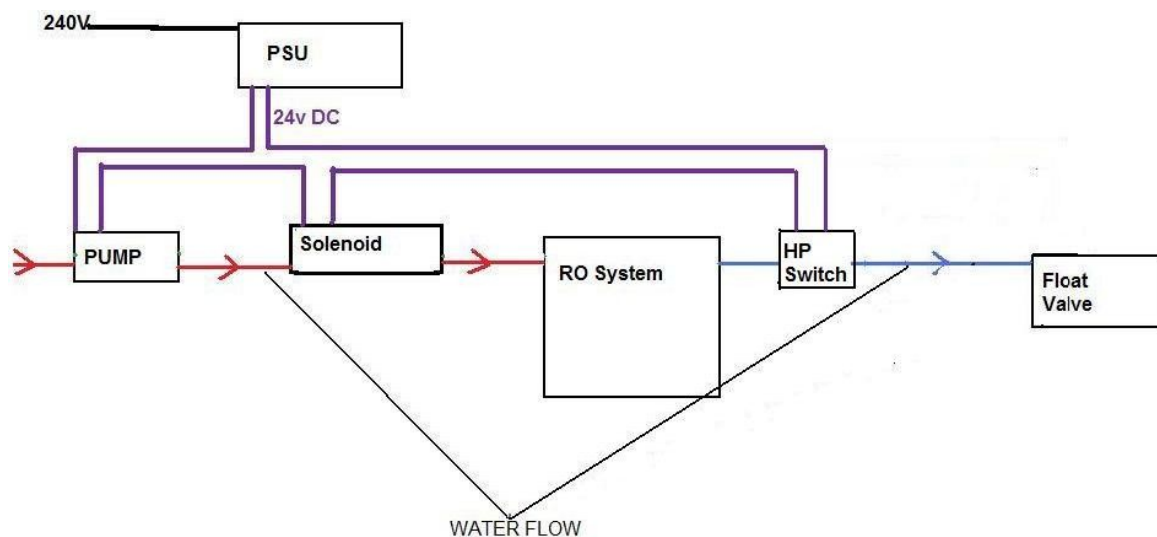 240V
PSU
24v DC
PUMP
Solenoid
RO System
HP
Switch
Float
Valve
WATER FLOW